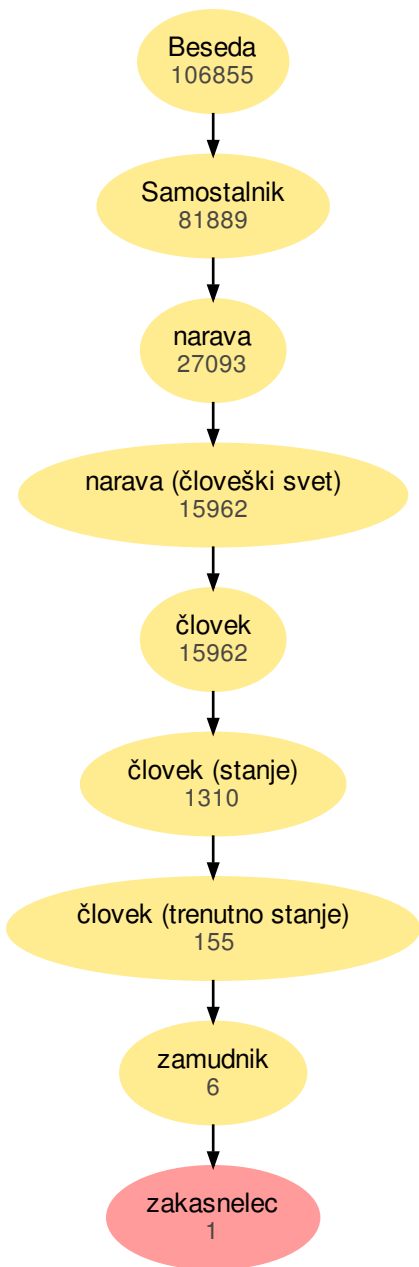 Beseda
106855
Samostalnik
81889
narava
27093
narava (človeški svet)
15962
človek
15962
človek (stanje)
1310
človek (trenutno stanje)
155
zamudnik
6
zakasnelec
1